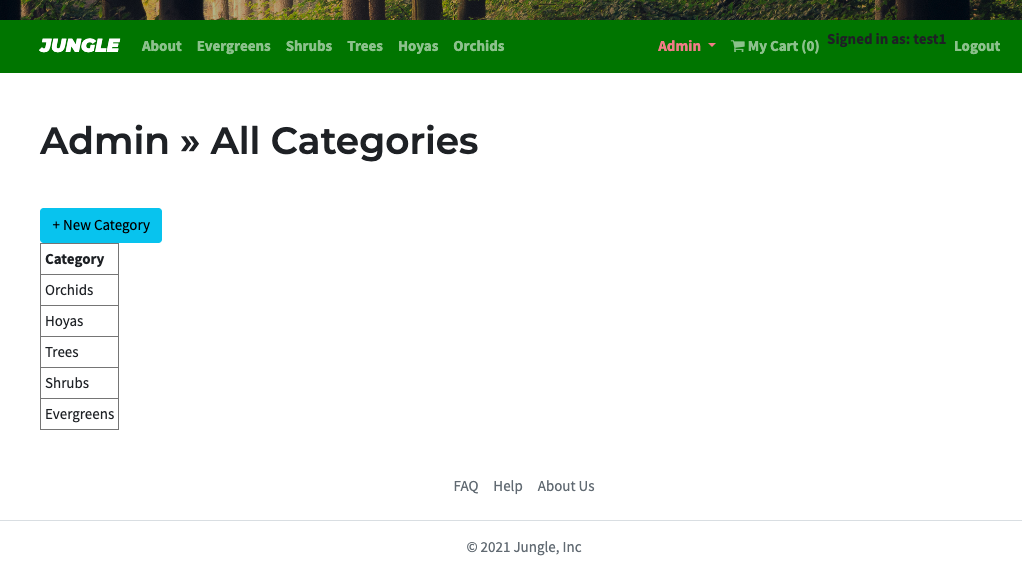 JUNGLE About Evergreens Shrubs Trees Hoyas Orchids Admin My Cart (0) Signed in as: test1 Logout
Admin » All Categories
+ New Category
Category
Orchids
Hoyas
Trees
Shrubs
Evergreens
FAQ Help About Us
© 2021 Jungle, Inc